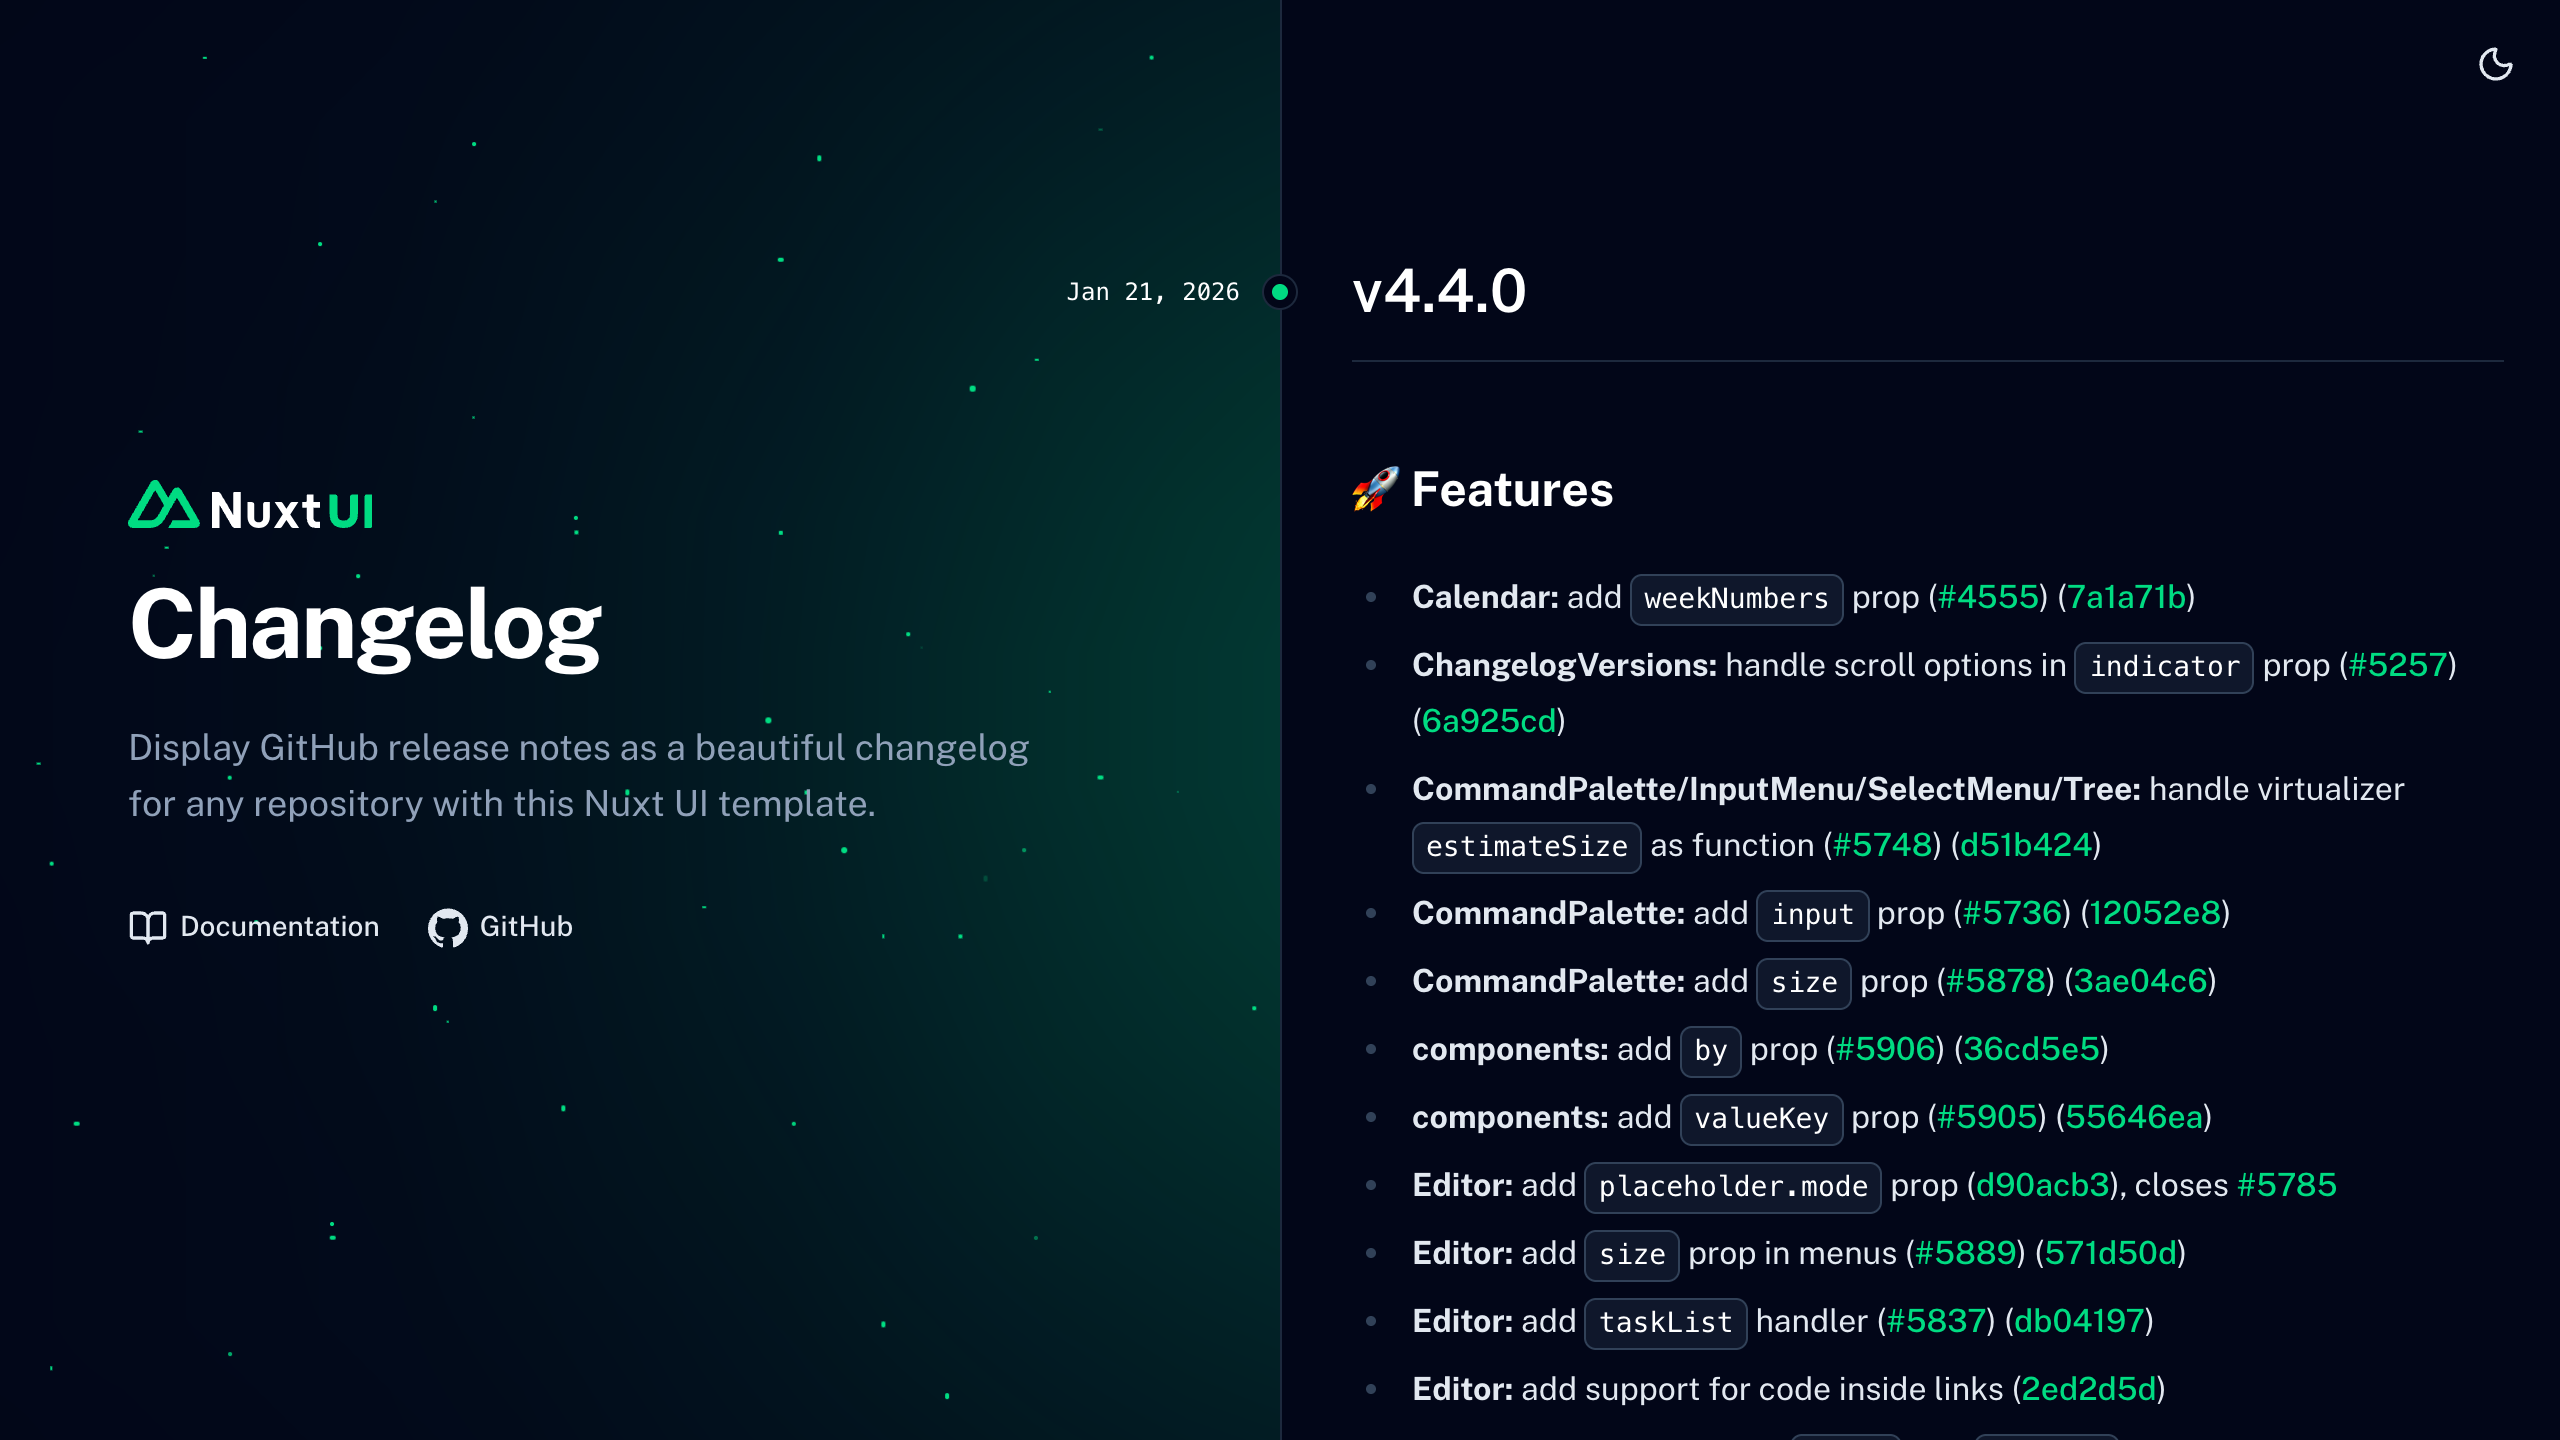 Nuxt UI
Changelog
Display GitHub release notes as a beautiful changelog
for any repository with this Nuxt UI template.
Documentation
GitHub
Jan 21, 2026
v4.4.0
🚀 Features
Calendar: add weekNumbers prop (#4555) (7a1a71b)
ChangelogVersions: handle scroll options in indicator prop (#5257)
(6a925cd)
CommandPalette/InputMenu/SelectMenu/Tree: handle virtualizer
estimateSize as function (#5748) (d51b424)
CommandPalette: add input prop (#5736) (12052e8)
CommandPalette: add size prop (#5878) (3ae04c6)
components: add by prop (#5906) (36cd5e5)
components: add valueKey prop (#5905) (55646ea)
Editor: add placeholder.mode prop (d90acb3), closes #5785
Editor: add size prop in menus (#5889) (571d50d)
Editor: add taskList handler (#5837) (db04197)
Editor: add support for code inside links (2ed2d5d)